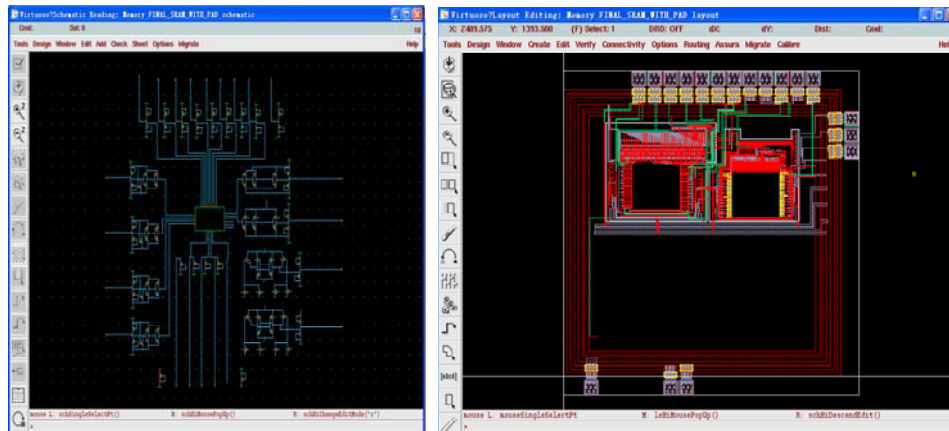 Virtuoso?Schematic Reading: Memory FINAL_SRAM_WITH_PAD schematic
Cmd: Sel: 0 10
Tools Design Window Edit Add Check Sheet Options Migrate Help
mouse L: schSingleSelectPt() M: schHiMousePopUp() R: schHiChangeEditMode("r")
>
Virtuoso?Layout Editing: Memory FINAL_SRAM_WITH_PAD layout
X: 2489.575 Y: 1393.500 (F) Select: 1 DRD: OFF dX: dY: Dist: Cmd:
Tools Design Window Create Edit Verify Connectivity Options Routing Assura Migrate Calibre Hel
[abcd]
mouse L: mouseSingleSelectPt M: leHiMousePopUp() R: schHiDescendEdit()
>